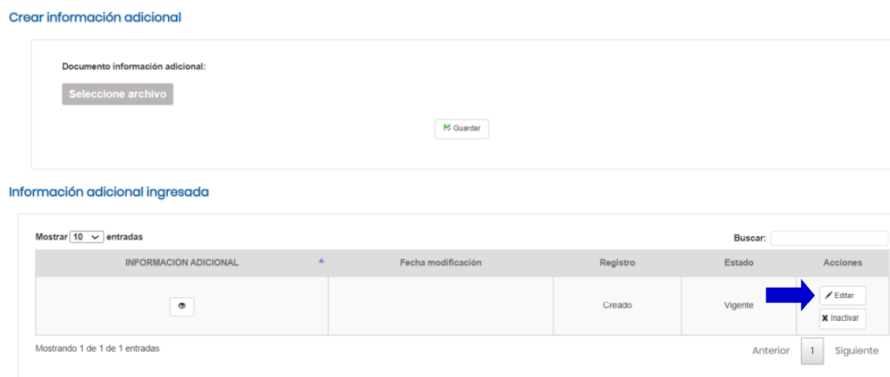 Crear información adicional
Documento información adicional:
Seleccione archivo
Guardar
Información adicional ingresada
Mostrar 10 entradas
Buscar:
INFORMACION ADICIONAL Fecha modificación Registro Estado Acciones
Creado Vigente Editar
Inactivar
Mostrando 1 de 1 de 1 entradas
Anterior 1 Siguiente